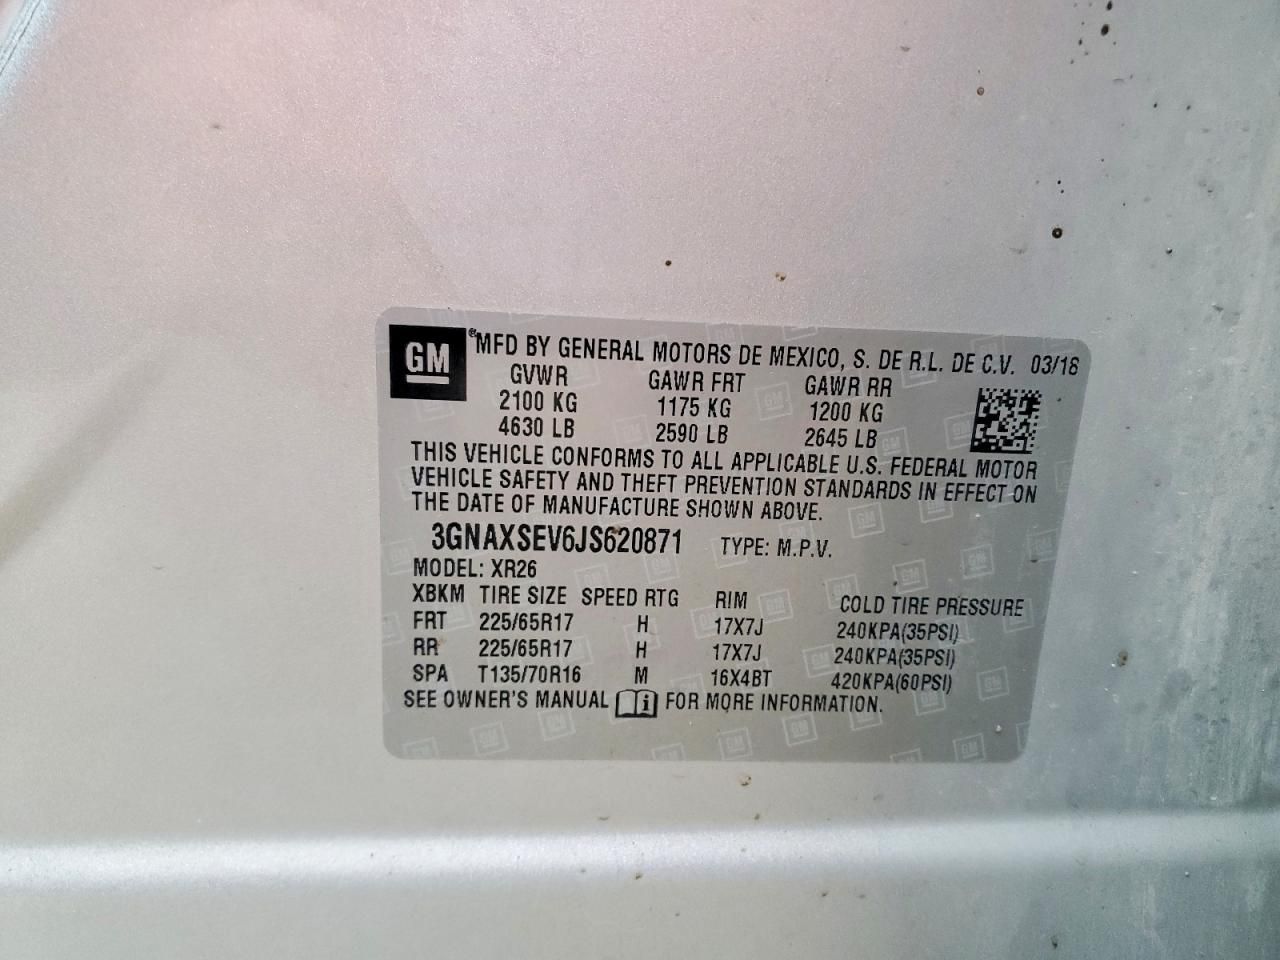 GM ® MFD BY GENERAL MOTORS DE MEXICO, S. DE R.L. DE C.V. 03/18
GVWR GAWR FRT GAWR RR
2100 KG 1175 KG 1200 KG
4630 LB 2590 LB 2645 LB
THIS VEHICLE CONFORMS TO ALL APPLICABLE U.S. FEDERAL MOTOR
VEHICLE SAFETY AND THEFT PREVENTION STANDARDS IN EFFECT ON
THE DATE OF MANUFACTURE SHOWN ABOVE.
3GNAXSEV6JS620871 TYPE: M.P.V.
MODEL: XR26
XBKM TIRE SIZE SPEED RTG RIM COLD TIRE PRESSURE
FRT 225/65R17 H 17X7J 240KPA(35PSI)
RR 225/65R17 H 17X7J 240KPA(35PSI)
SPA T135/70R16 M 16X4BT 420KPA(60PSI)
SEE OWNER'S MANUAL i FOR MORE INFORMATION.